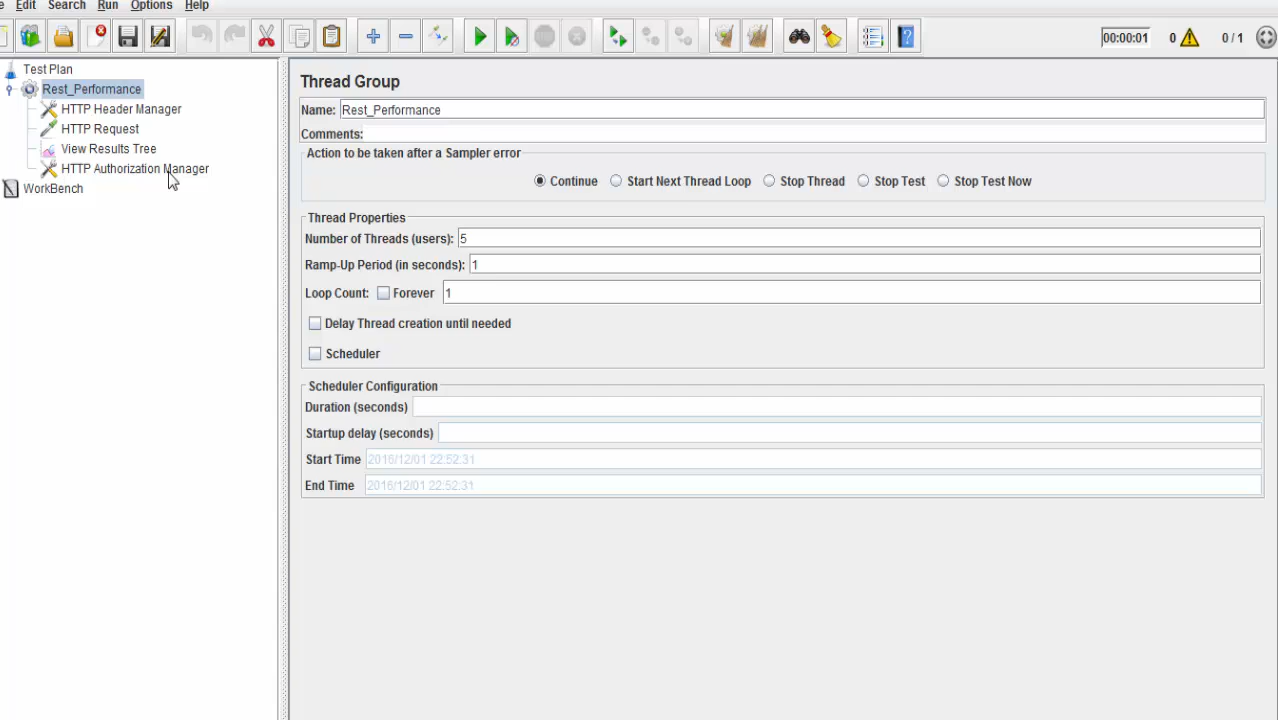 Edit Search Run Options Help
00:00:01 0 0 / 1
Test Plan
Rest_Performance
HTTP Header Manager
HTTP Request
View Results Tree
HTTP Authorization Manager
WorkBench
Thread Group
Name: Rest_Performance
Comments:
Action to be taken after a Sampler error
Continue Start Next Thread Loop Stop Thread Stop Test Stop Test Now
Thread Properties
Number of Threads (users): 5
Ramp-Up Period (in seconds): 1
Loop Count: Forever 1
Delay Thread creation until needed
Scheduler
Scheduler Configuration
Duration (seconds)
Startup delay (seconds)
Start Time 2016/12/01 22:52:31
End Time 2016/12/01 22:52:31